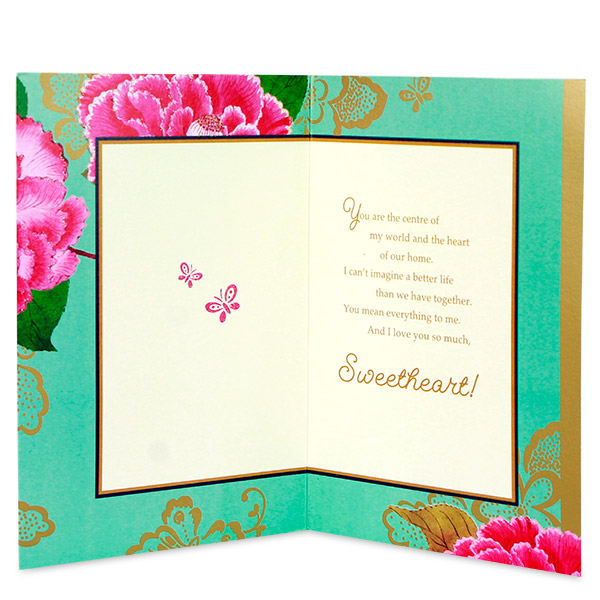 You are the centre of
my world and the heart
of our home.
I can't imagine a better life
than we have together.
You mean everything to me.
And I love you so much,
Sweetheart!